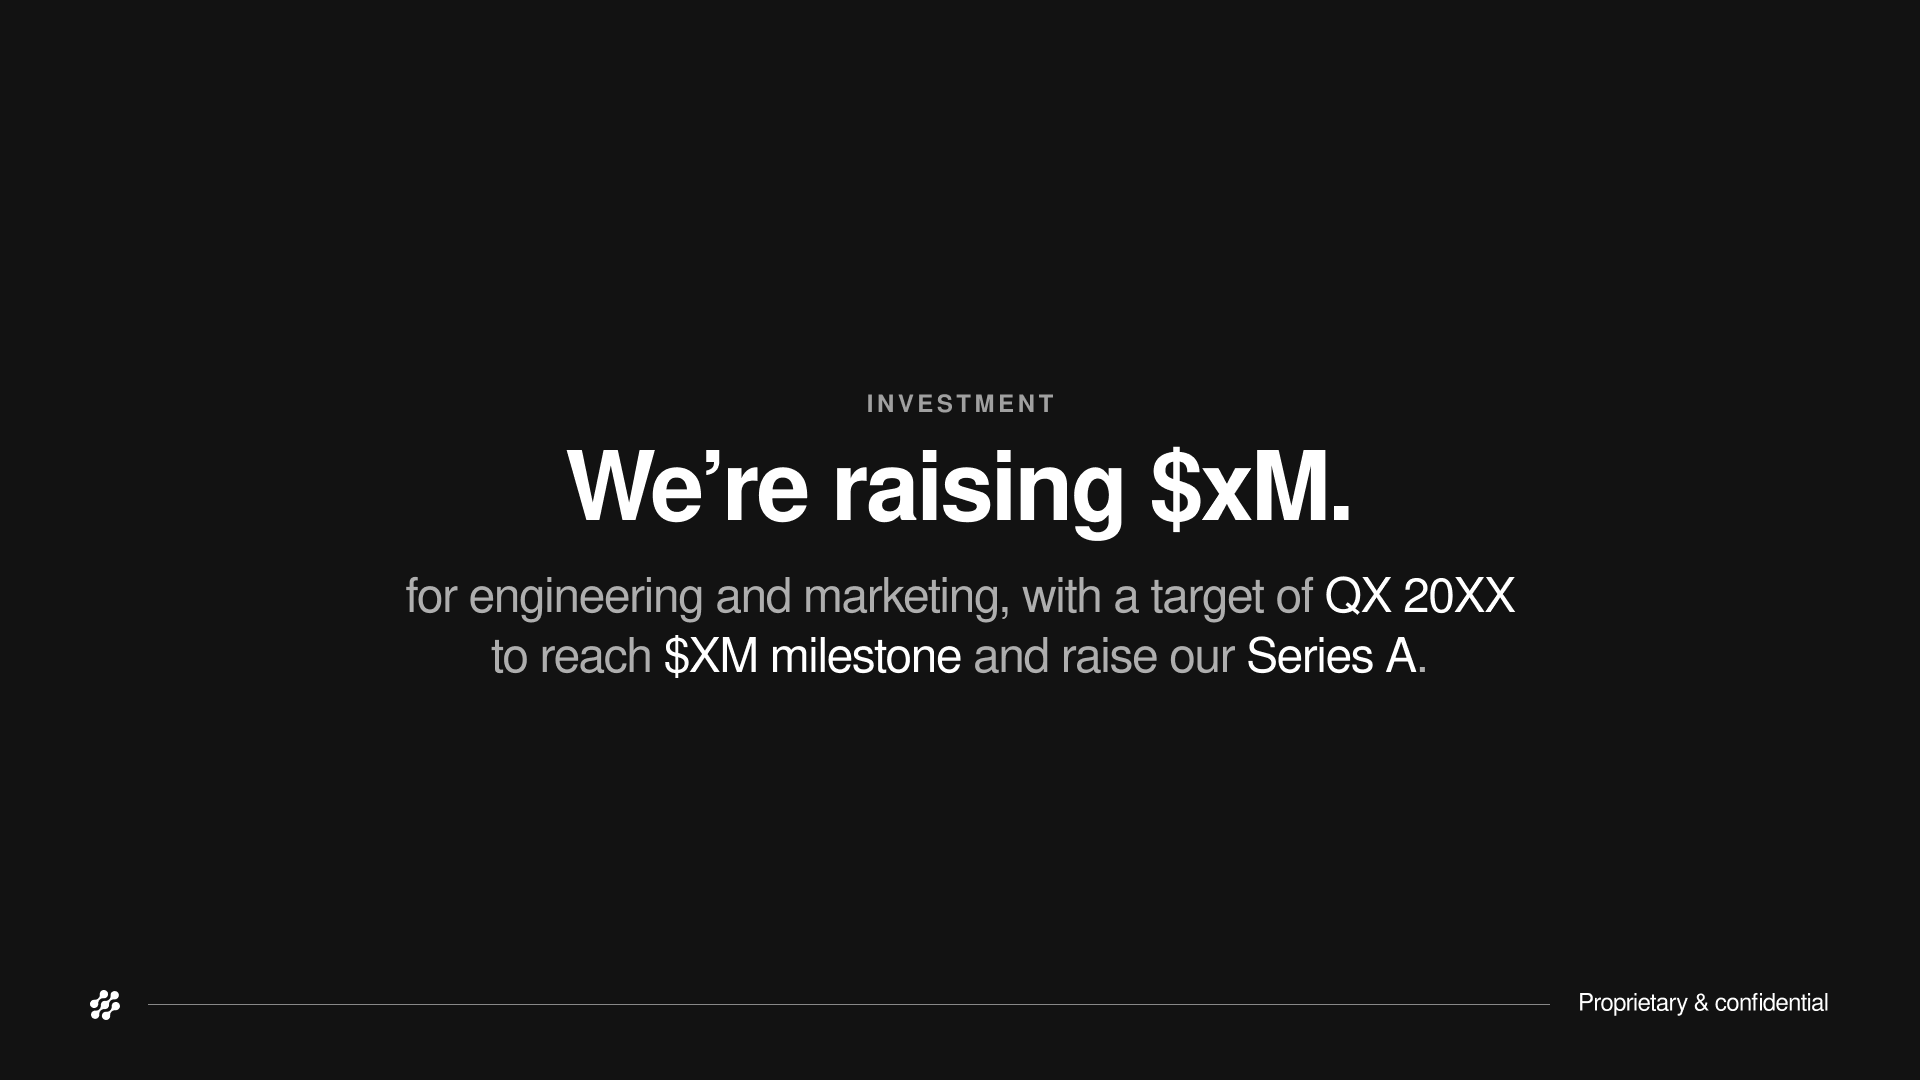 INVESTMENT
We’re raising $xM.
for engineering and marketing, with a target of QX 20XX
to reach $XM milestone and raise our Series A.
Proprietary & confidential